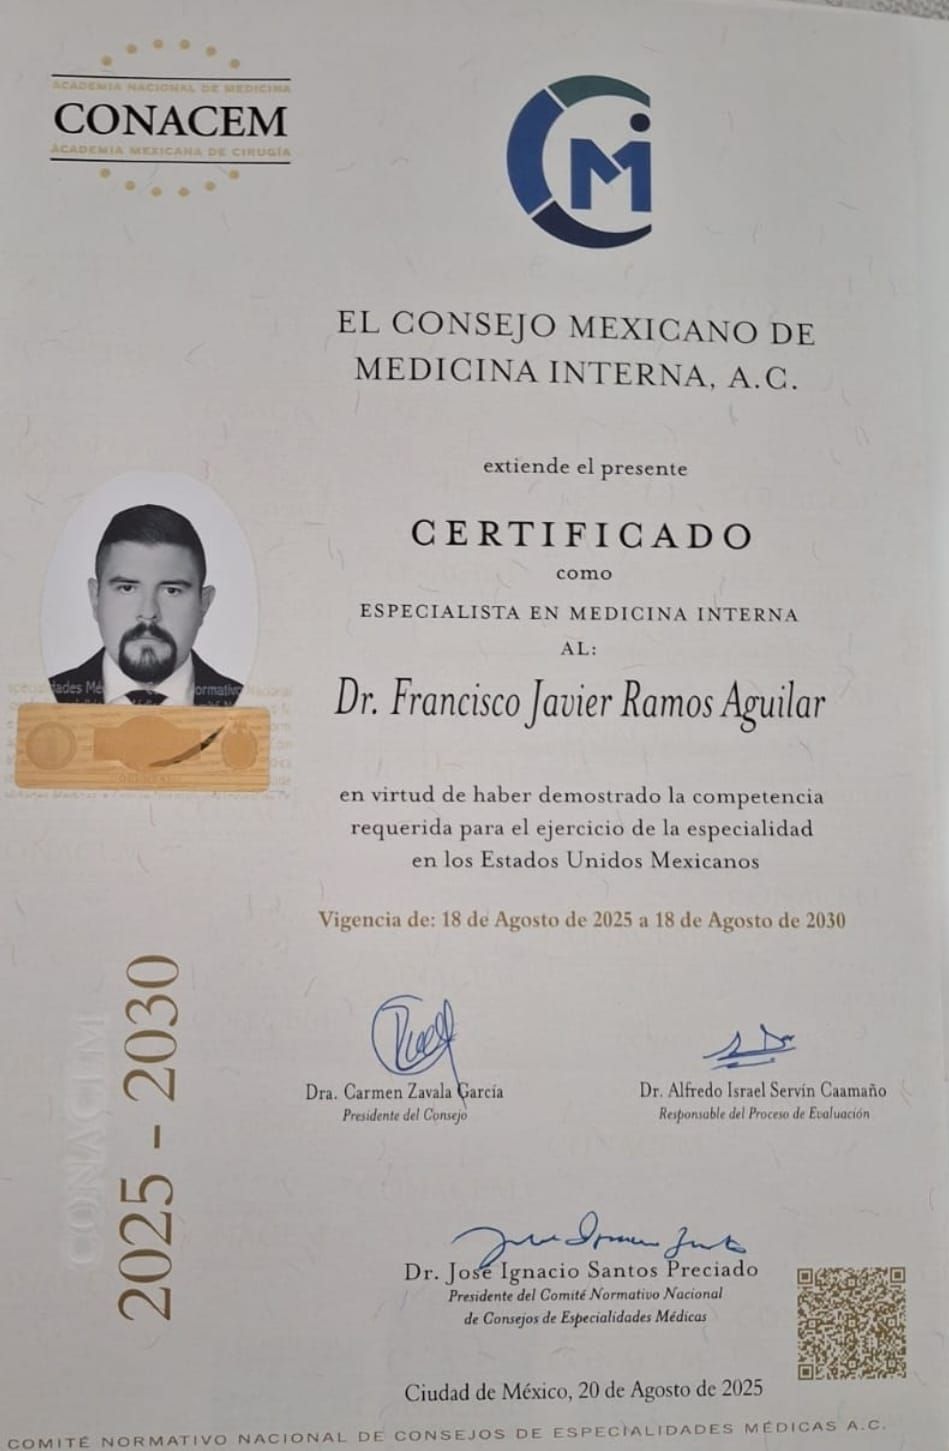 ACADEMIA NACIONAL DE MEDICINA
CONACEM
ACADEMIA MEXICANA DE CIRUGÍA
CMi
EL CONSEJO MEXICANO DE
MEDICINA INTERNA, A.C.
extiende el presente
CERTIFICADO
como
ESPECIALISTA EN MEDICINA INTERNA
AL:
Dr. Francisco Javier Ramos Aguilar
en virtud de haber demostrado la competencia
requerida para el ejercicio de la especialidad
en los Estados Unidos Mexicanos
Vigencia de: 18 de Agosto de 2025 a 18 de Agosto de 2030
CONACEM
2025 - 2030
Dra. Carmen Zavala García
Presidente del Consejo
Dr. Alfredo Israel Servín Caamaño
Responsable del Proceso de Evaluación
Dr. José Ignacio Santos Preciado
Presidente del Comité Normativo Nacional
de Consejos de Especialidades Médicas
Ciudad de México, 20 de Agosto de 2025
COMITÉ NORMATIVO NACIONAL DE CONSEJOS DE ESPECIALIDADES MÉDICAS A.C.